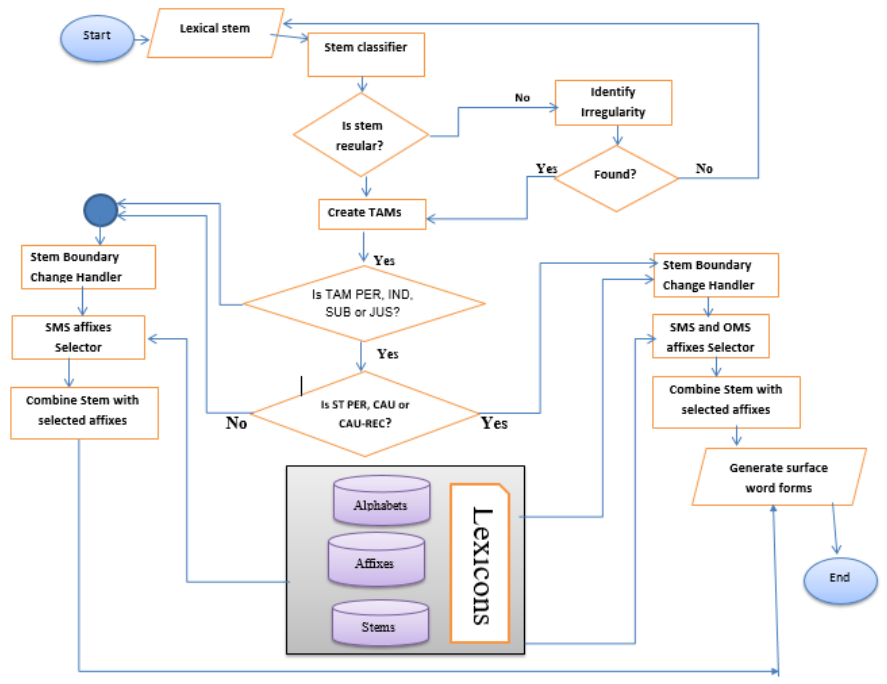 Start
Lexical stem
Stem classifier
Is stem
regular?
No
Identify
Irregularity
Found?
Yes
No
Create TAMs
Yes
Is TAM PER, IND,
SUB or JUS?
Yes
Is ST PER, CAU or
CAU-REC?
No
Yes
Stem Boundary
Change Handler
SMS affixes
Selector
Combine Stem with
selected affixes
Stem Boundary
Change Handler
SMS and OMS
affixes Selector
Combine Stem with
selected affixes
Generate surface
word forms
End
Alphabets
Affixes
Stems
Lexicons